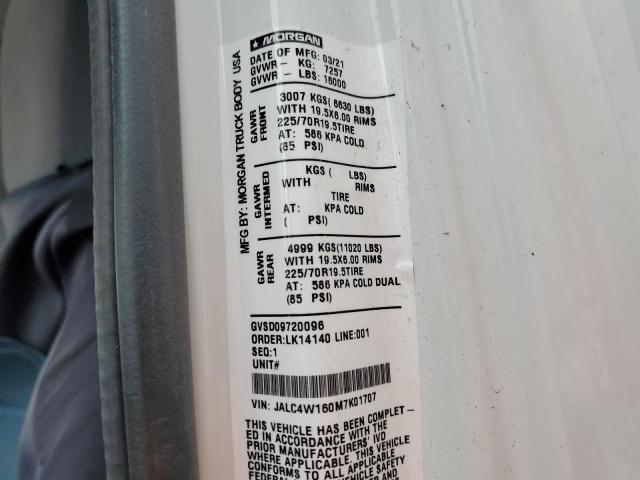 MORGAN
MFG BY: MORGAN TRUCK BODY USA
DATE OF MFG: 03/21
GVWR - KG: 7257
GVWR - LBS: 16000
GAWR FRONT
3007 KGS( 6630 LBS)
WITH 19.5X6.00 RIMS
225/70R19.5TIRE
AT: 586 KPA COLD
(85 PSI)
GAWR INTERMED
KGS ( LBS)
WITH RIMS
TIRE
AT: KPA COLD
( PSI)
GAWR REAR
4999 KGS(11020 LBS)
WITH 19.5X6.00 RIMS
225/70R19.5TIRE
AT: 586 KPA COLD DUAL
(85 PSI)
GVSD09720096
ORDER:LK14140 LINE:001
SEQ:1
UNIT#
VIN: JALC4W160M7K01707
THIS VEHICLE HAS BEEN COMPLET-
ED IN ACCORDANCE WITH THE
PRIOR MANUFACTURERS' IVD
WHERE APPLICABLE. THIS VEHICLE
CONFORMS TO ALL APPLICABLE
FEDERAL VEHICLE SAFETY